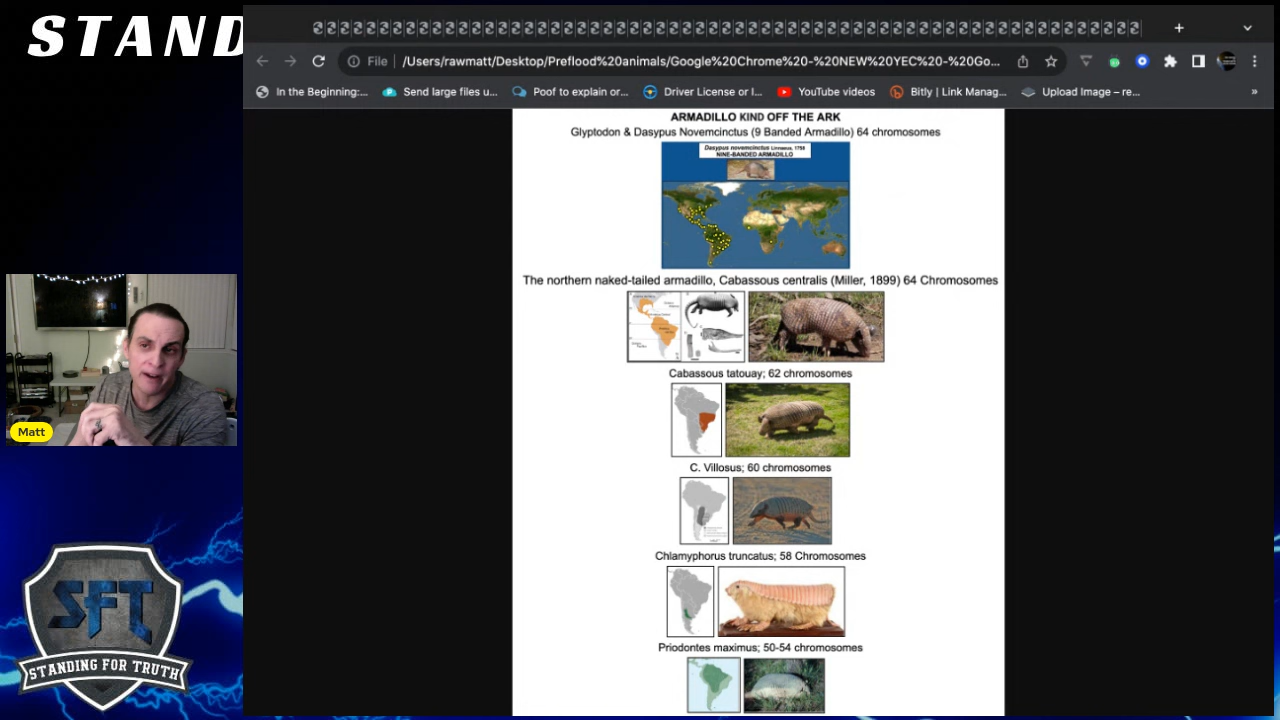 STAND
File
/Users/rawmatt/Desktop/Preflood%20animals/Google%20Chrome%20-%20NEW%20YEC%20-%20Go...
In the Beginning:...
Send large files u...
Poof to explain or...
Driver License or I...
YouTube videos
Bitly | Link Manag...
Upload Image – re...
»
ARMADILLO KIND OFF THE ARK
Glyptodon & Dasypus Novemcinctus (9 Banded Armadillo) 64 chromosomes
Dasypus novemcinctus Linnaeus, 1758
NINE-BANDED ARMADILLO
The northern naked-tailed armadillo, Cabassous centralis (Miller, 1899) 64 Chromosomes
Cabassous tatouay; 62 chromosomes
C. Villosus; 60 chromosomes
Chlamyphorus truncatus; 58 Chromosomes
Priodontes maximus; 50-54 chromosomes
Matt
SFT
STANDING FOR TRUTH